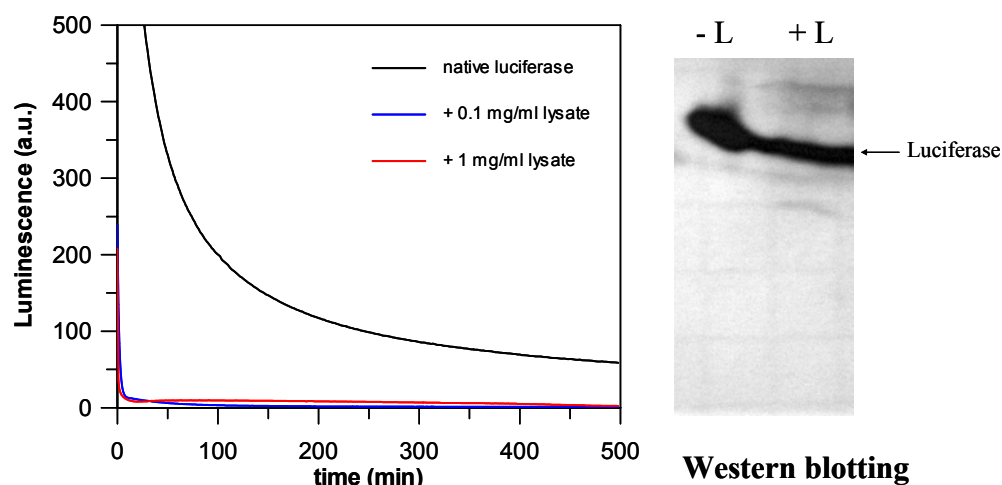 500
400
300
200
100
0
Luminescence (a.u.)
native luciferase
+ 0.1 mg/ml lysate
+ 1 mg/ml lysate
0 100 200 300 400 500
time (min)
- L + L
Luciferase
Western blotting